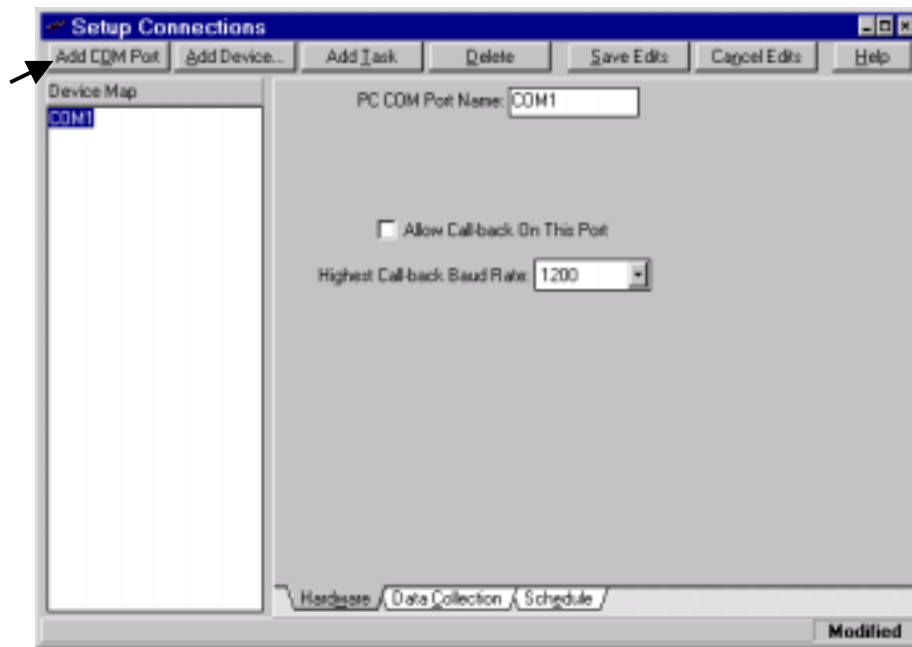 Setup Connections
Add COM Port Add Device... Add Task Delete Save Edits Cancel Edits Help
Device Map
COM1
PC COM Port Name: COM1
Allow Call-back On This Port
Highest Call-back Baud Rate: 1200
Hardware Data Collection Schedule
Modified